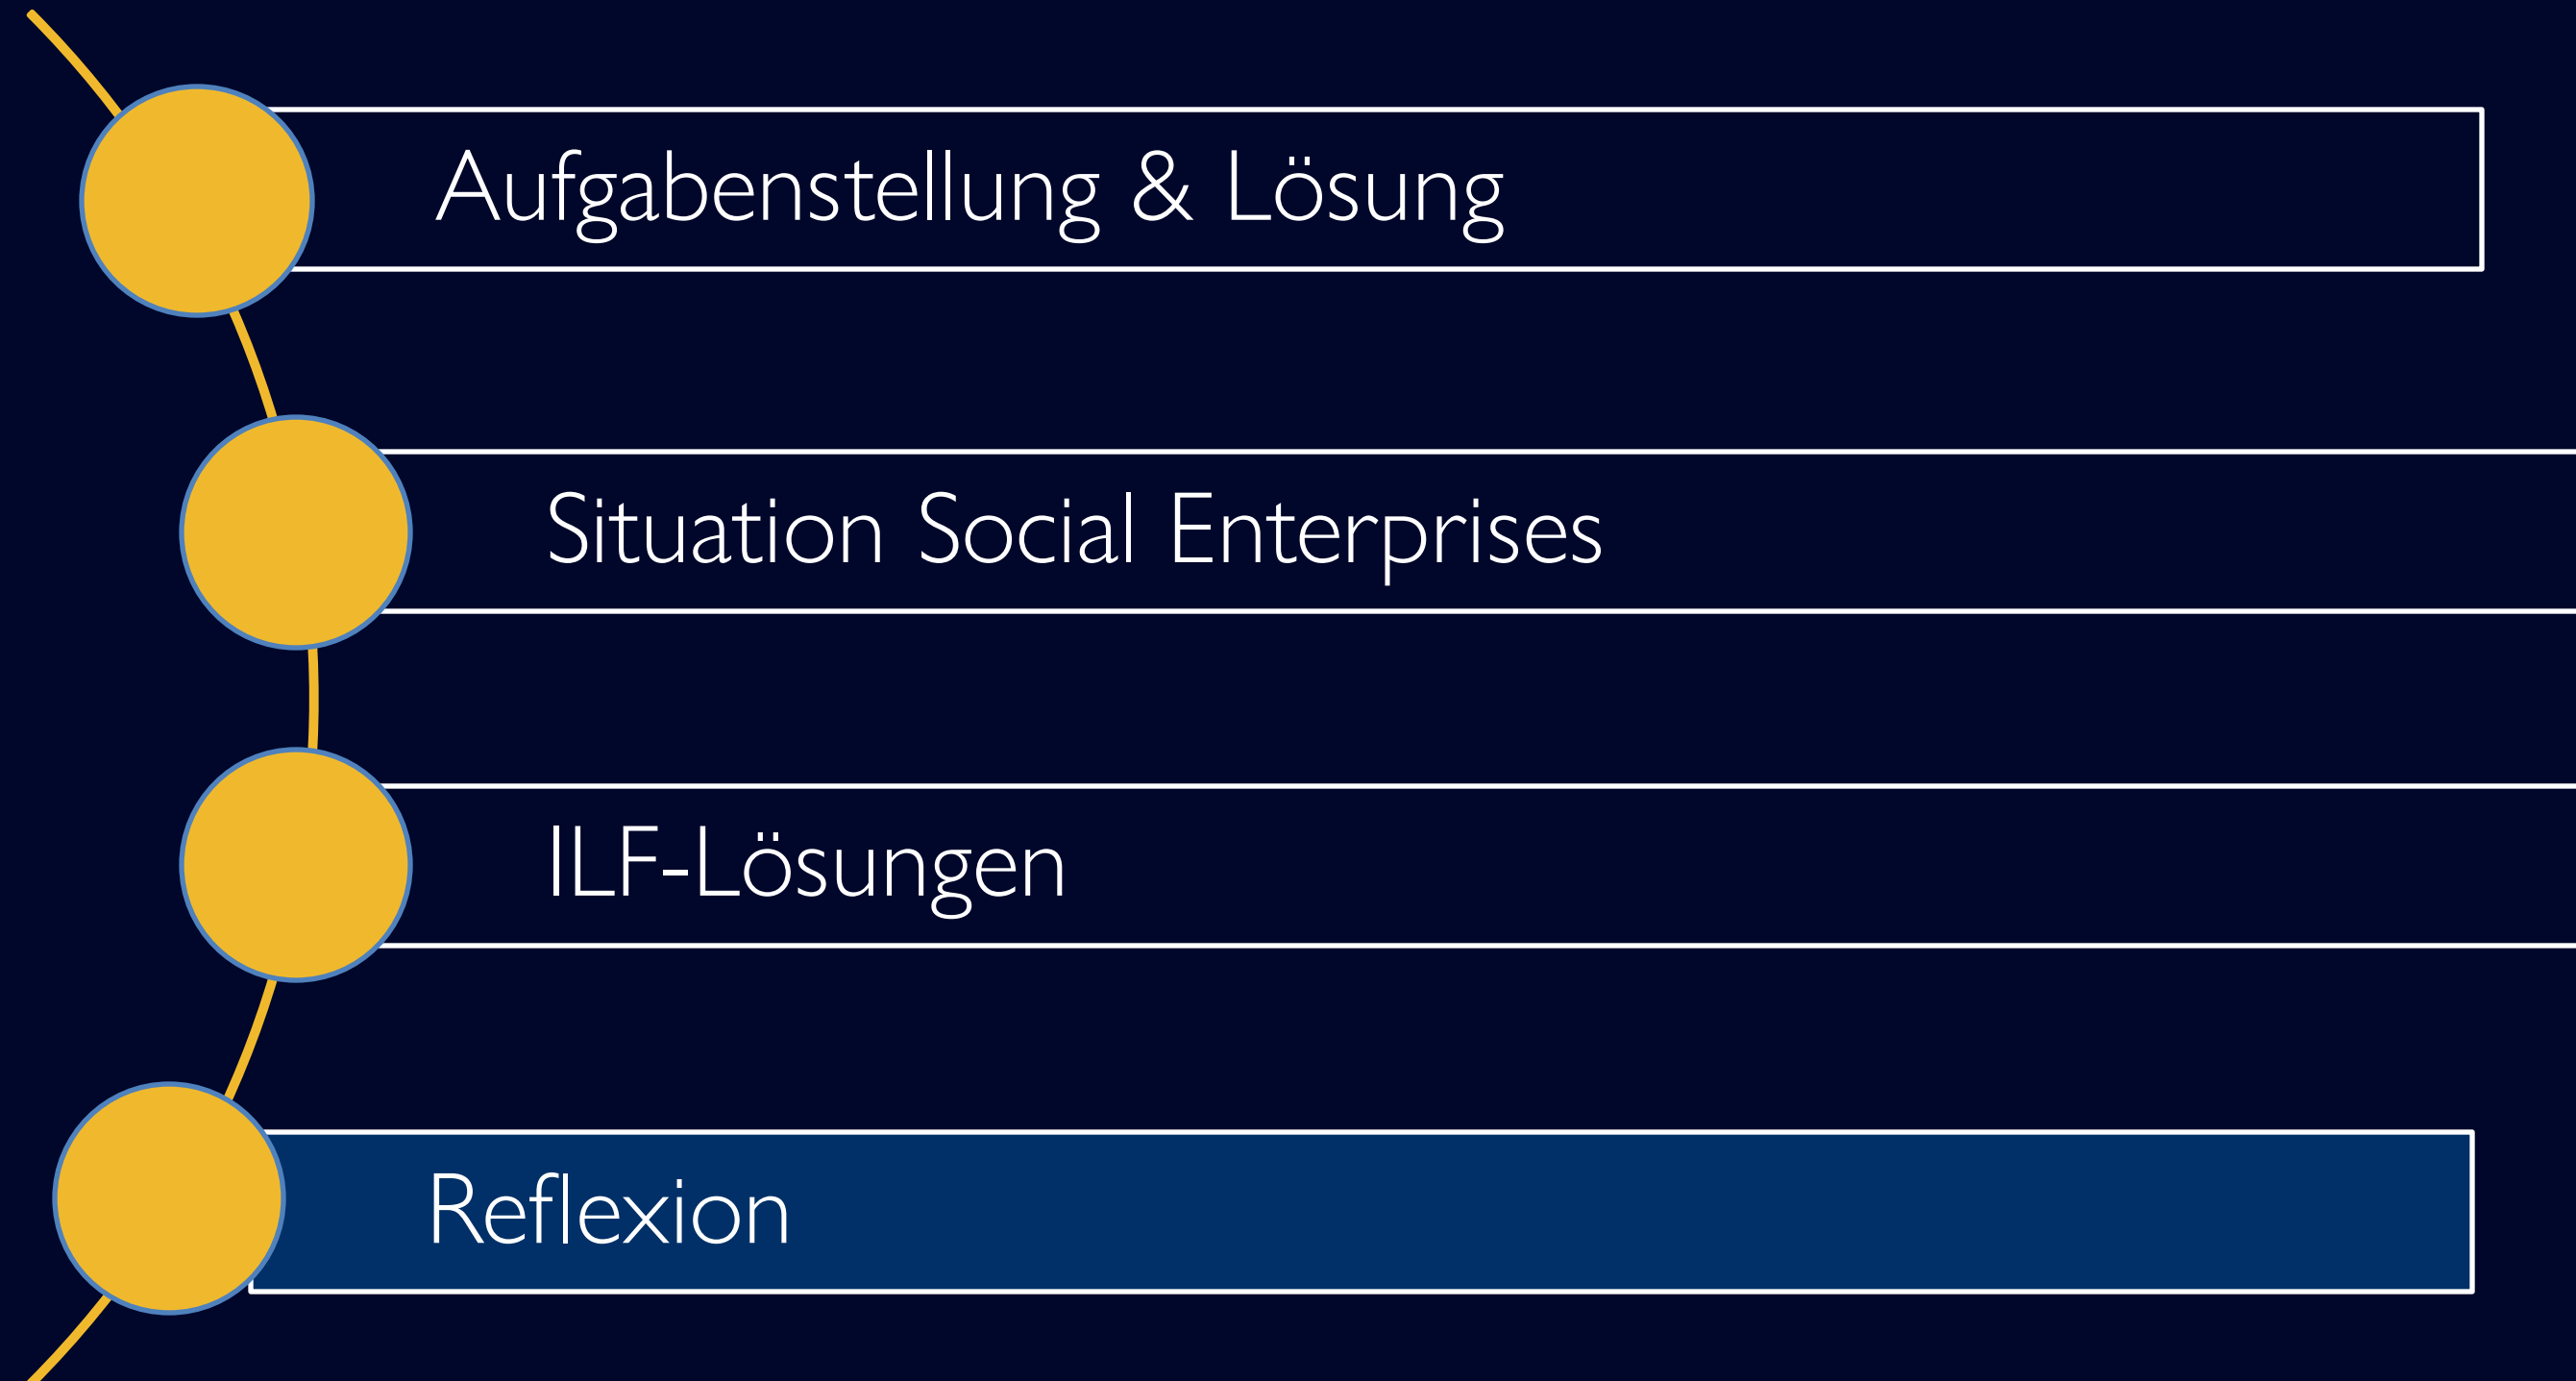 Aufgabenstellung & Lösung
Situation Social Enterprises
ILF-Lösungen
Reflexion